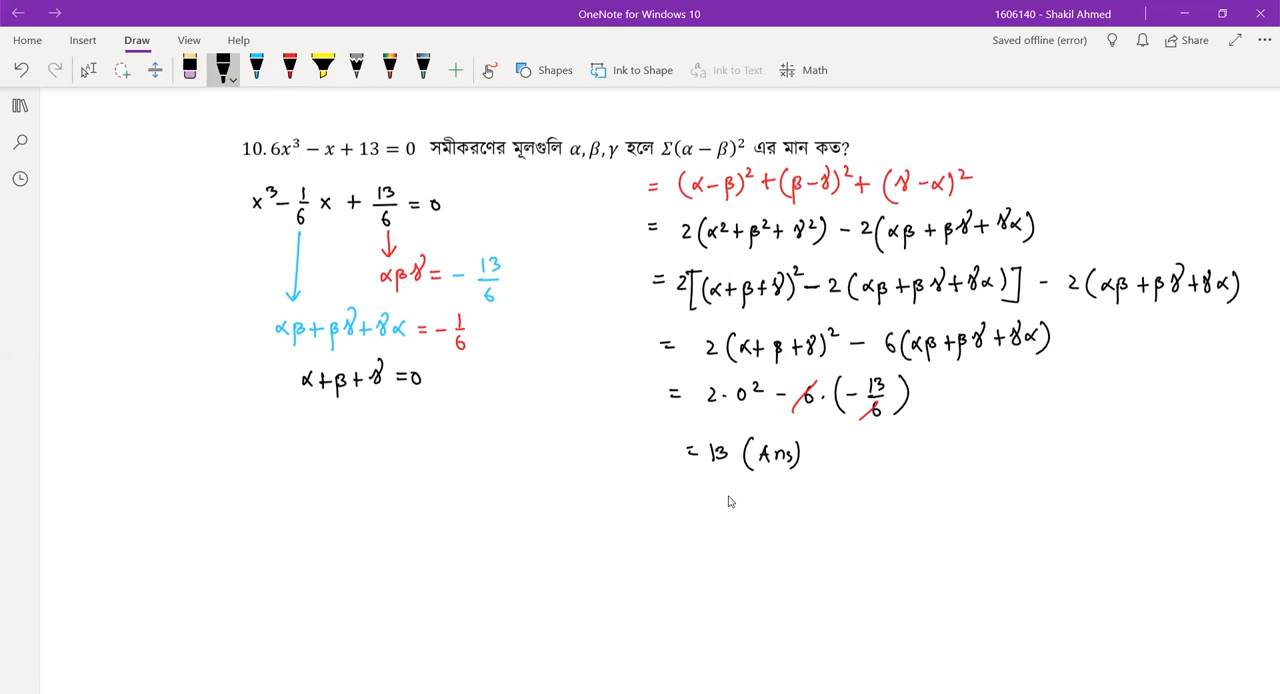 OneNote for Windows 10
1606140 - Shakil Ahmed
Home Insert Draw View Help
Saved offline (error)
Share
Shapes
Ink to Shape
Ink to Text
Math
10. 6x³ − x + 13 = 0 সমীকরণের মূলগুলি α, β, γ হলে Σ(α − β)² এর মান কত?
x³ - 1/6 x + 13/6 = 0
αβγ = - 13/6
αβ + βγ + γα = - 1/6
α + β + γ = 0
= (α-β)² + (β-γ)² + (γ-α)²
= 2(α² + β² + γ²) - 2(αβ + βγ + γα)
= 2[(α+β+γ)² - 2(αβ+βγ+γα)] - 2(αβ+βγ+γα)
= 2(α+β+γ)² - 6(αβ+βγ+γα)
= 2·0² - 6·(- 13/6)
= 13 (Ans)